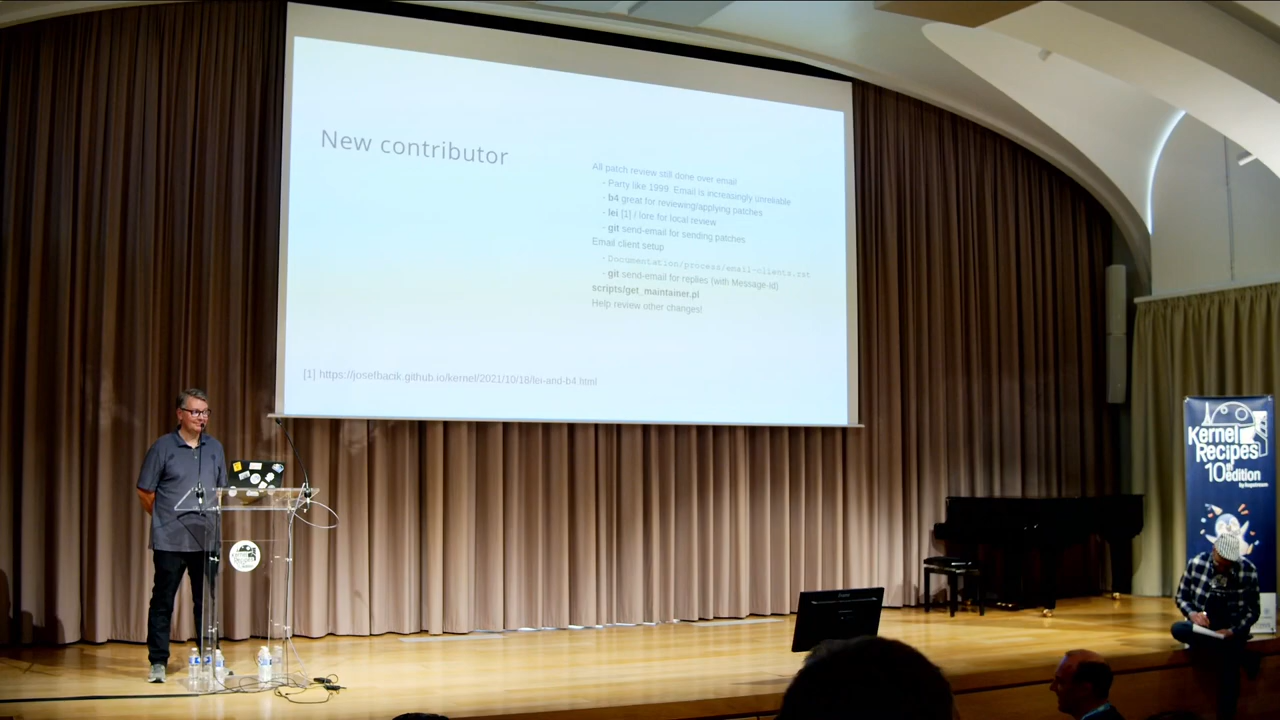 New contributor
All patch review still done over email
- Party like 1999 Email is increasingly unreliable
- b4 great for reviewing/applying patches
- lei [1] / lore for local review
- git send-email for sending patches
Email client setup
- Documentation/process/email-clients.rst
- git send-email for replies (with Message-Id)
scripts/get_maintainer.pl
Help review other changes!
[1] https://josefbacik.github.io/kernel/2021/10/18/lei-and-b4.html
Kernel
Recipes
10th edition